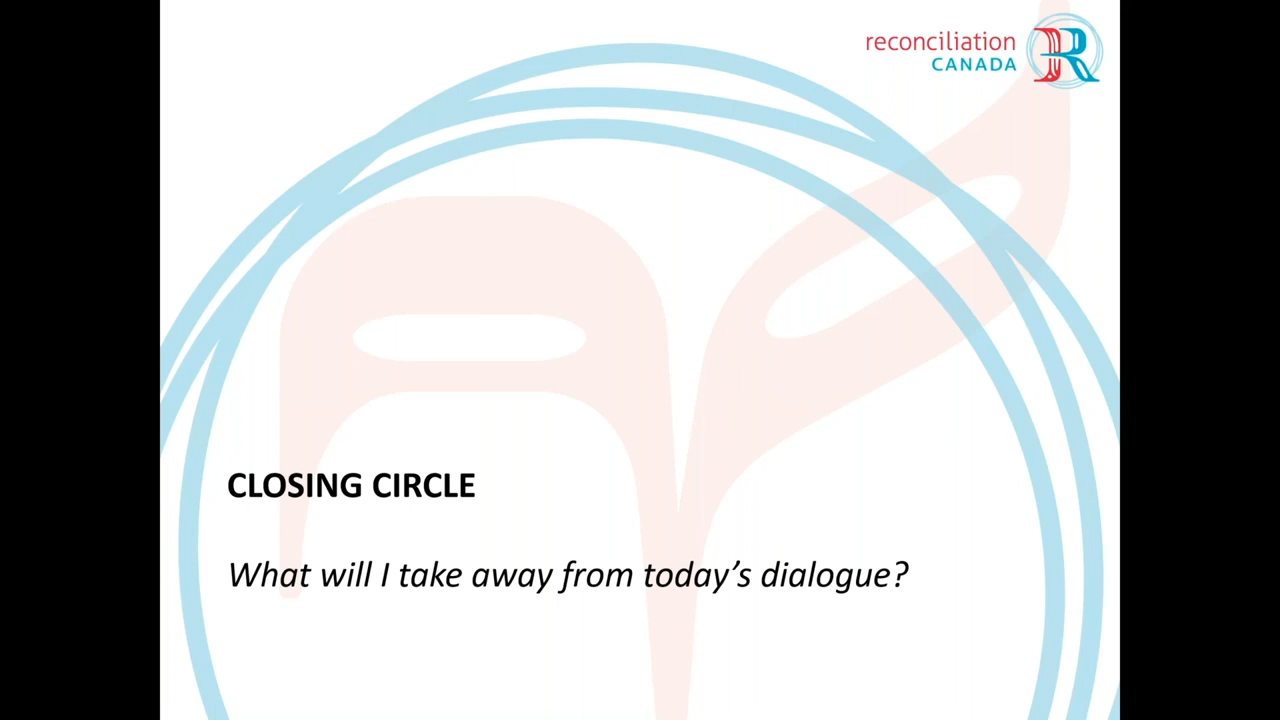 reconciliation
CANADA
CLOSING CIRCLE
What will I take away from today’s dialogue?